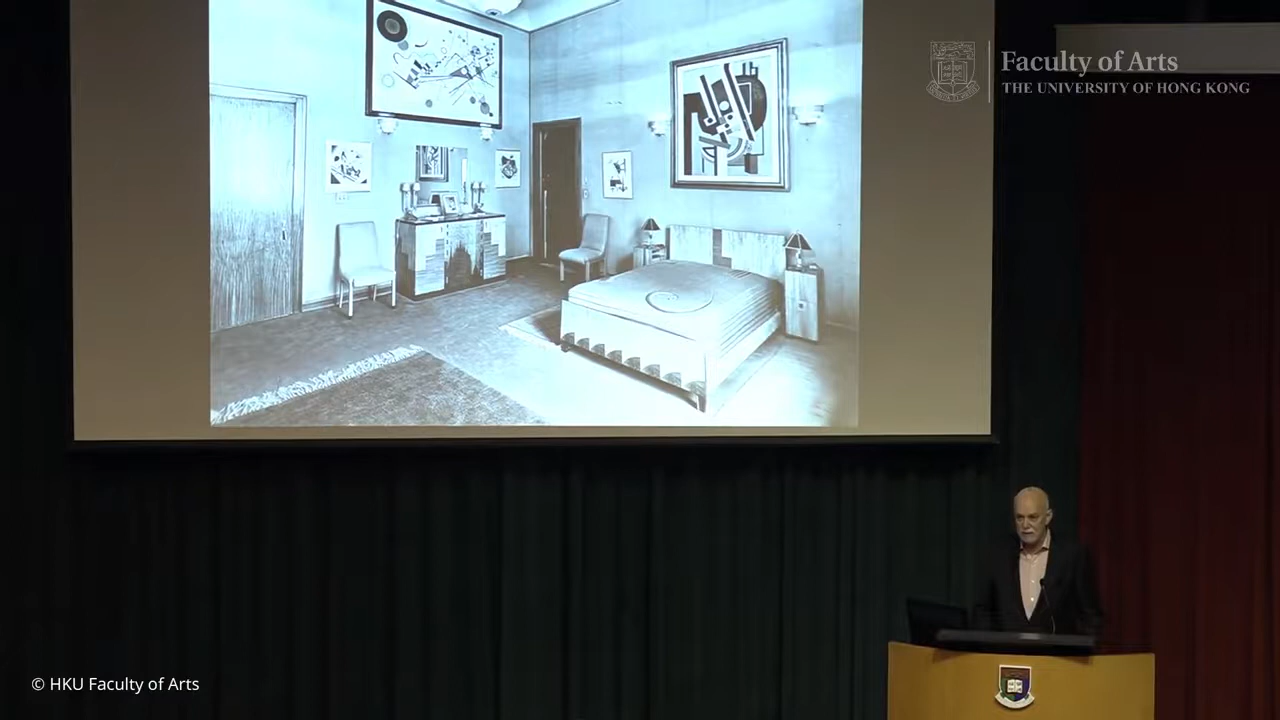 Faculty of Arts
THE UNIVERSITY OF HONG KONG
© HKU Faculty of Arts